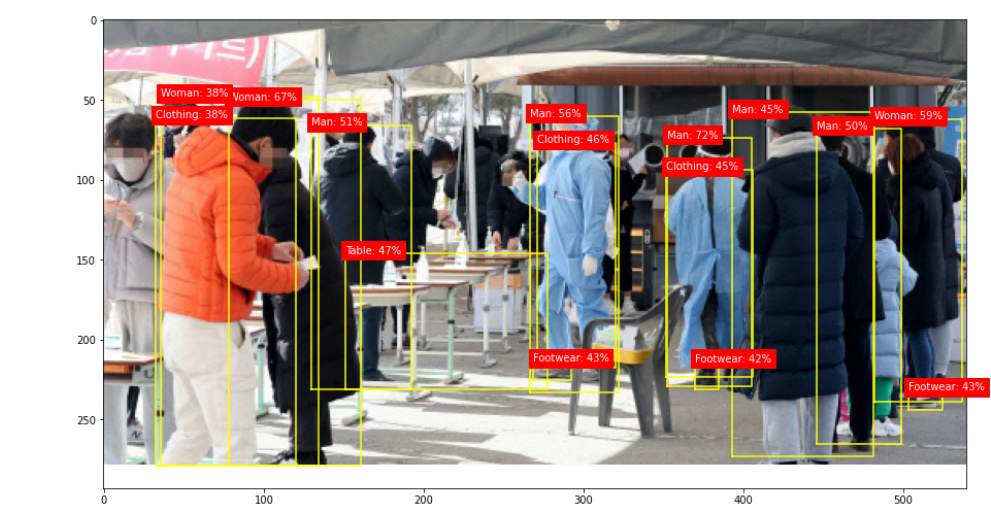 0
50
100
150
200
250
Woman: 38%
Woman: 67%
Clothing: 38%
Man: 51%
Man: 56%
Clothing: 46%
Man: 72%
Clothing: 45%
Man: 45%
Man: 50%
Woman: 59%
Table: 47%
Footwear: 43%
Footwear: 42%
Footwear: 43%
0
100
200
300
400
500